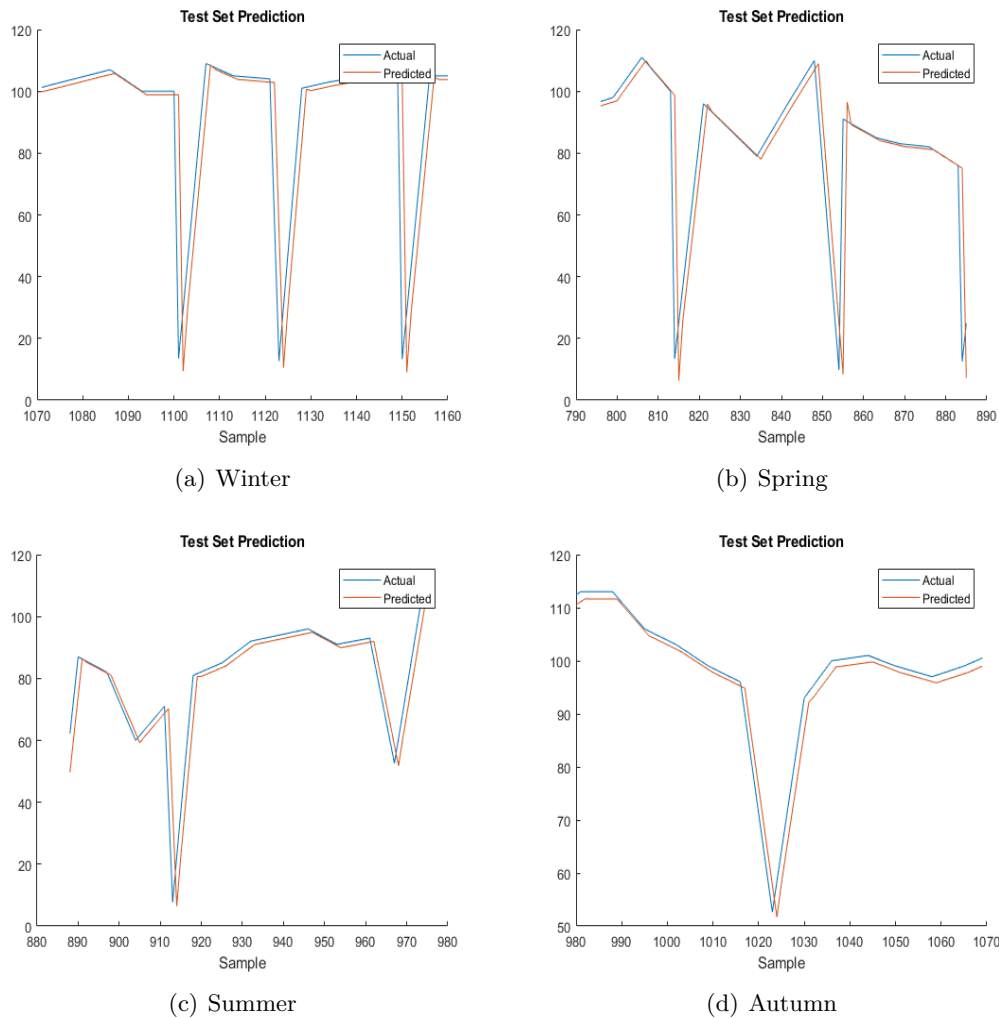 Test Set Prediction
120
100
80
60
40
20
0
Actual
Predicted
1070 1080 1090 1100 1110 1120 1130 1140 1150 1160
Sample
(a) Winter
Test Set Prediction
120
100
80
60
40
20
0
Actual
Predicted
790 800 810 820 830 840 850 860 870 880 890
Sample
(b) Spring
Test Set Prediction
120
100
80
60
40
20
0
Actual
Predicted
880 890 900 910 920 930 940 950 960 970 980
Sample
(c) Summer
Test Set Prediction
120
110
100
90
80
70
60
50
Actual
Predicted
980 990 1000 1010 1020 1030 1040 1050 1060 1070
Sample
(d) Autumn